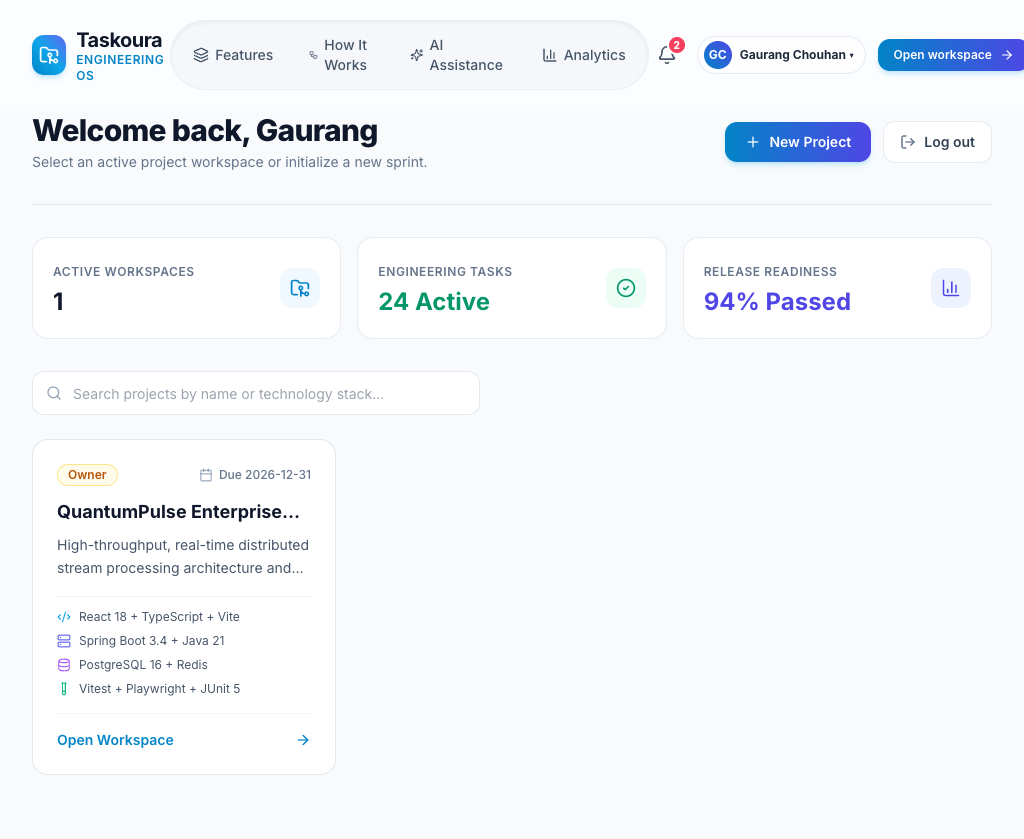 Taskoura
ENGINEERING
OS
Features
How It
Works
AI
Assistance
Analytics
2
GC
Gaurang Chouhan ▾
Open workspace
Welcome back, Gaurang
Select an active project workspace or initialize a new sprint.
New Project
Log out
ACTIVE WORKSPACES
1
ENGINEERING TASKS
24 Active
RELEASE READINESS
94% Passed
Search projects by name or technology stack...
Owner
Due 2026-12-31
QuantumPulse Enterprise...
High-throughput, real-time distributed
stream processing architecture and...
React 18 + TypeScript + Vite
Spring Boot 3.4 + Java 21
PostgreSQL 16 + Redis
Vitest + Playwright + JUnit 5
Open Workspace